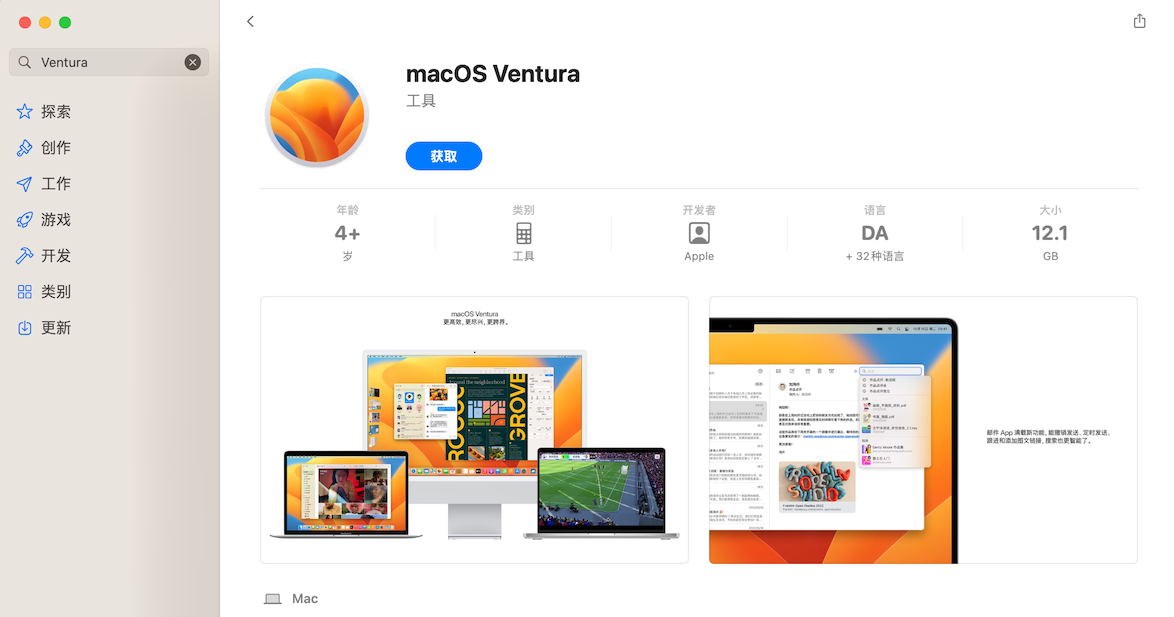 Ventura
探索
创作
工作
游戏
开发
类别
更新
macOS Ventura
工具
获取
年龄
4+
岁
类别
工具
开发者
Apple
语言
DA
+ 32种语言
大小
12.1
GB
macOS Ventura
更高效，更尽兴，更跨界。
GROVE
邮件 App 满载新功能，能撤销发送、定时发送、
跟进和添加图文链接，搜索也更智能了。
Mac